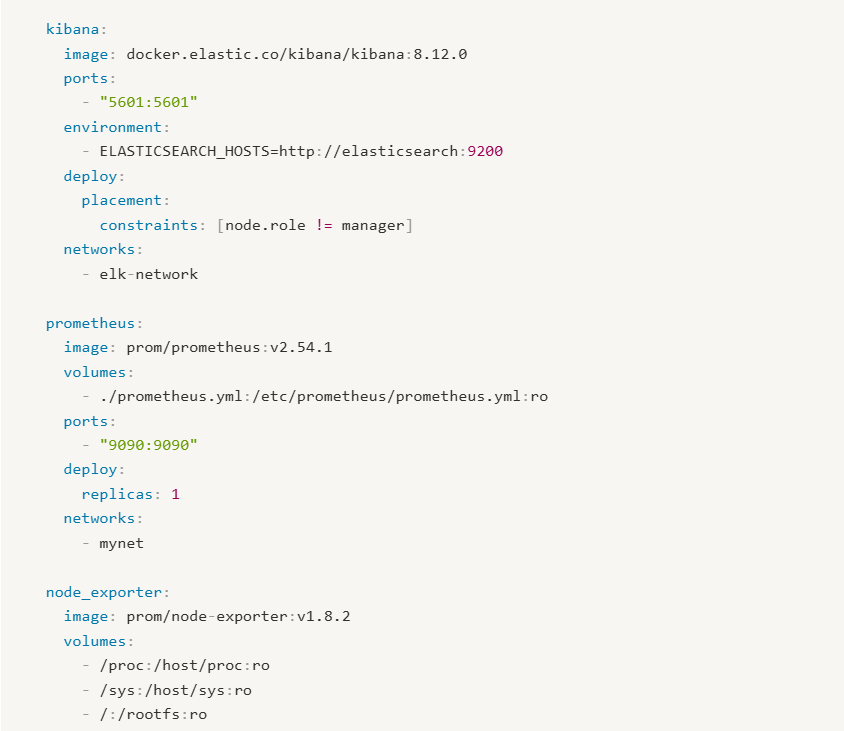 kibana:
image: docker.elastic.co/kibana/kibana:8.12.0
ports:
- "5601:5601"
environment:
- ELASTICSEARCH_HOSTS=http://elasticsearch:9200
deploy:
placement:
constraints: [node.role != manager]
networks:
- elk-network
prometheus:
image: prom/prometheus:v2.54.1
volumes:
- ./prometheus.yml:/etc/prometheus/prometheus.yml:ro
ports:
- "9090:9090"
deploy:
replicas: 1
networks:
- mynet
node_exporter:
image: prom/node-exporter:v1.8.2
volumes:
- /proc:/host/proc:ro
- /sys:/host/sys:ro
- /:/rootfs:ro